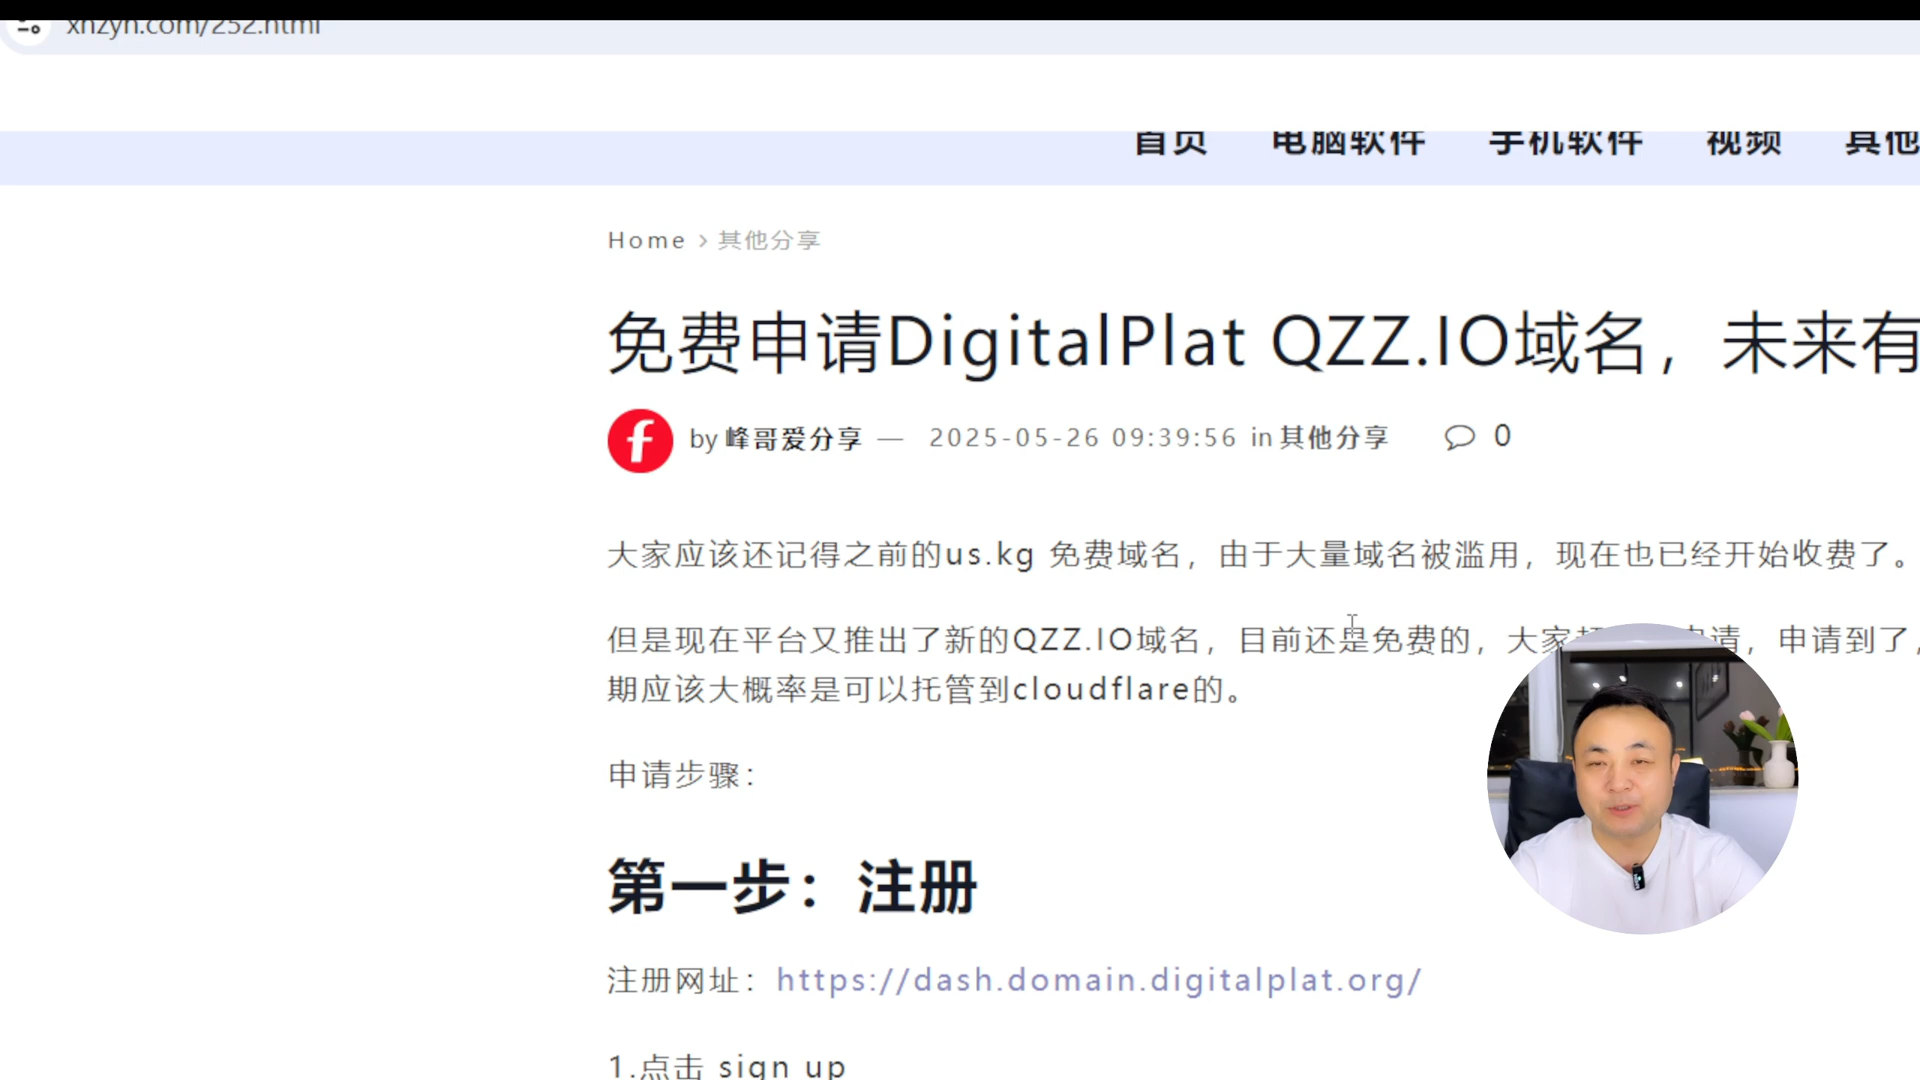 xnzyn.com/252.html
首页 电脑软件 手机软件 视频 其他
Home > 其他分享
免费申请DigitalPlat QZZ.IO域名，未来有
by 峰哥爱分享 — 2025-05-26 09:39:56 in 其他分享 0
大家应该还记得之前的us.kg 免费域名，由于大量域名被滥用，现在也已经开始收费了。
但是现在平台又推出了新的QZZ.IO域名，目前还是免费的，大家 申请，申请到了，
期应该大概率是可以托管到cloudflare的。
申请步骤：
第一步：注册
注册网址：https://dash.domain.digitalplat.org/
1.点击 sign up